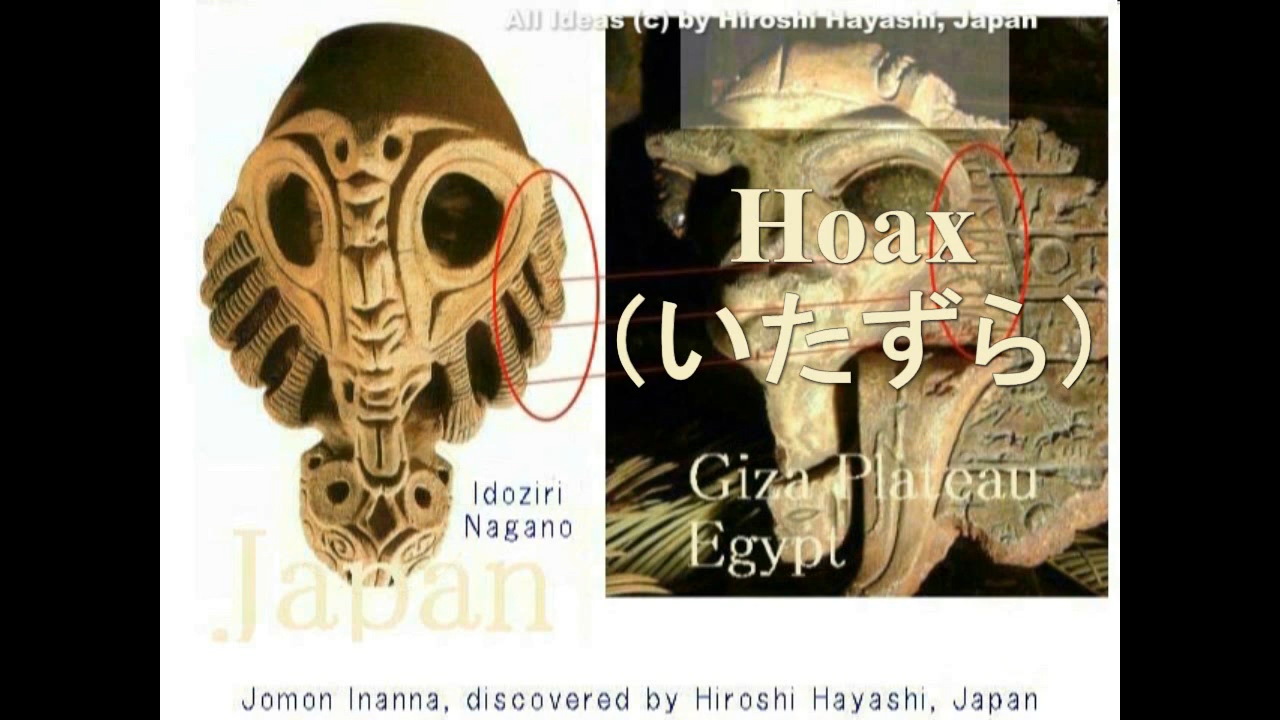 All Ideas (c) by Hiroshi Hayashi, Japan
Hoax
(いたずら)
Giza Plateau
Egypt
Idoziri
Nagano
Japan
Jomon Inanna, discovered by Hiroshi Hayashi, Japan